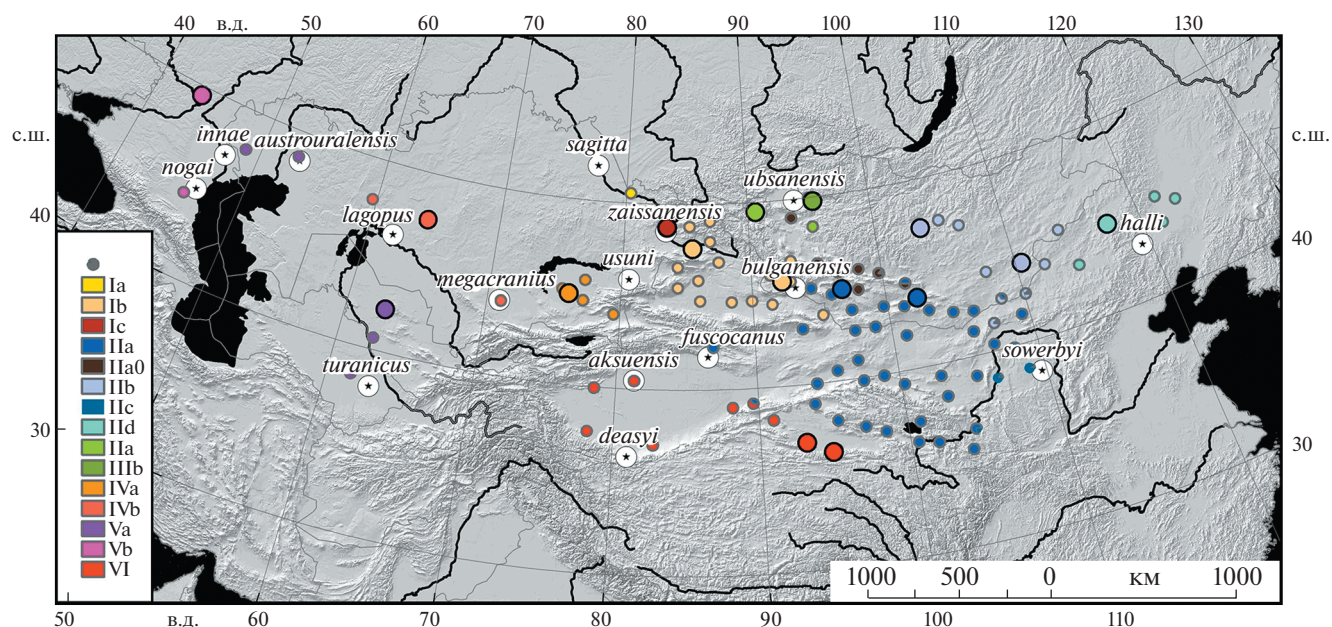 40 в.д. 50 60 70 80 90 100 110 120 130
с.ш. с.ш.
innae austrouralensis sagitta
nogai ubsanensis
40 lagopus zaissanensis halli 40
usuni bulganensis
megacranius
fuscocanus
turanicus aksuensis sowerbyi
30 deasyi 30
Ia
Ib
Ic
IIa
IIa0
IIb
IIc
IId
IIa
IIIb
IVa
IVb
Va
Vb
VI
1000 500 0 км 1000
50 в.д. 60 70 80 90 100 110